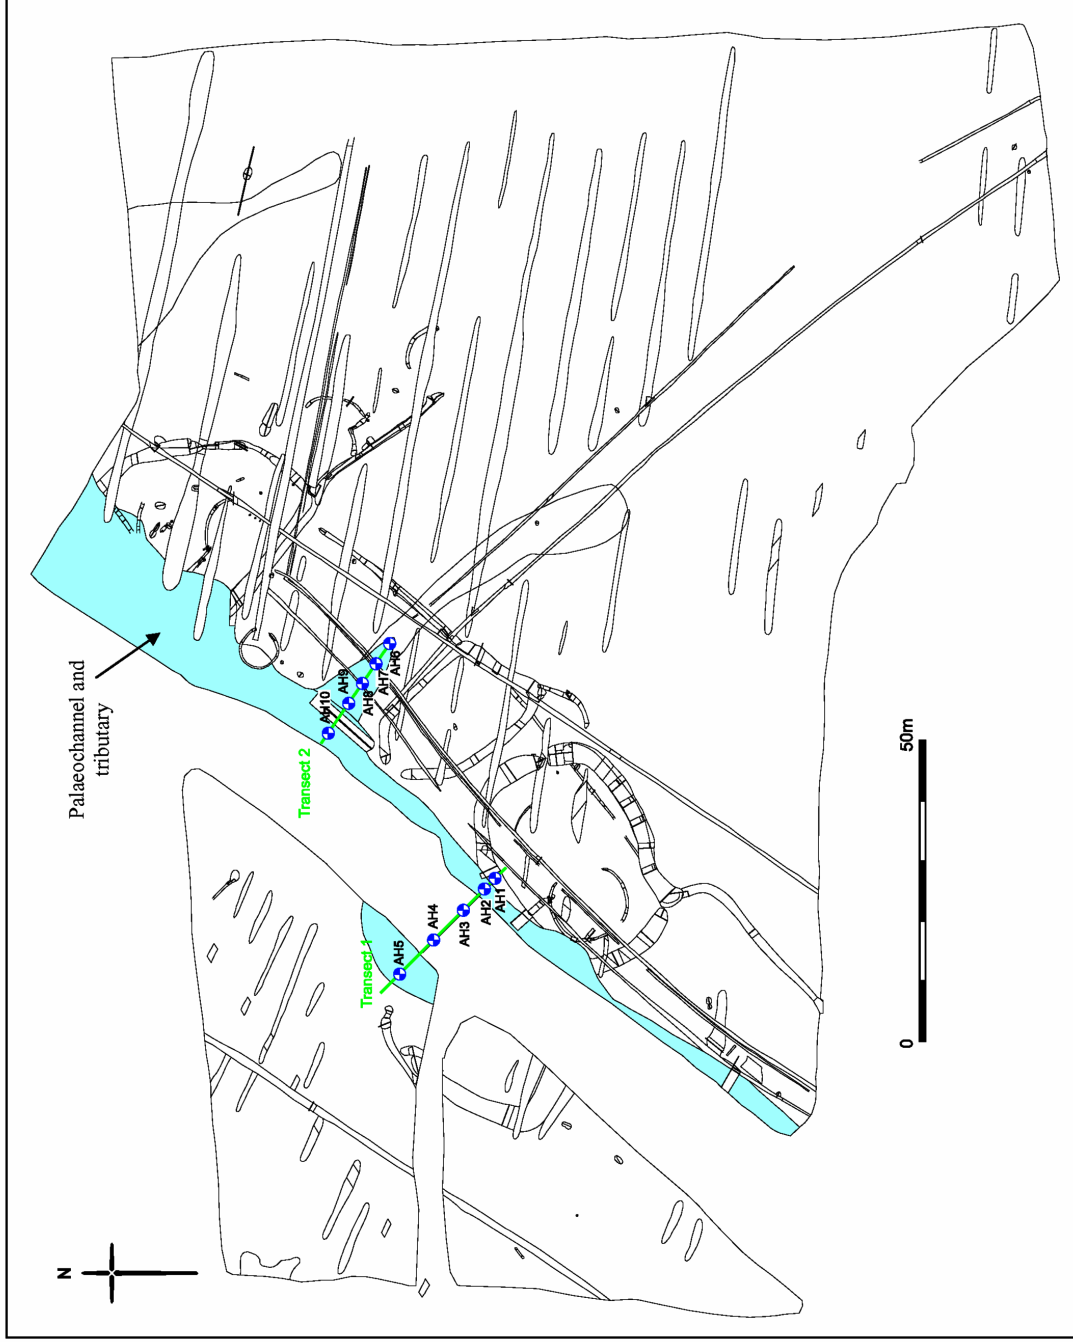 Palaeochannel and
tributary
Transect 2
AH10
AH9
AH8
AH7
AH6
Transect 1
AH5
AH4
AH3
AH2
AH1
N
0
50m